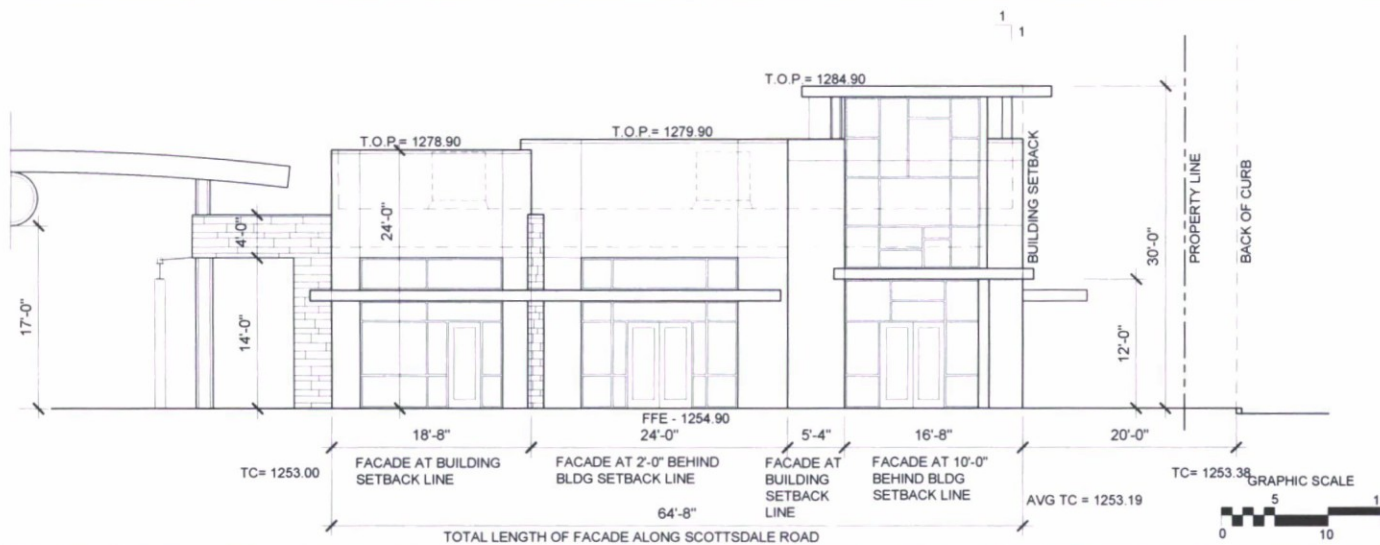 1
1
T.O.P = 1284.90
T.O.P.= 1278.90
T.O.P.= 1279.90
BUILDING SETBACK
PROPERTY LINE
BACK OF CURB
30'-0"
24'-0"
4'-0"
17'-0"
14'-0"
12'-0"
FFE - 1254.90
18'-8"
24'-0"
5'-4"
16'-8"
20'-0"
TC= 1253.00
FACADE AT BUILDING
SETBACK LINE
FACADE AT 2'-0" BEHIND
BLDG SETBACK LINE
FACADE AT
BUILDING
SETBACK
LINE
FACADE AT 10'-0"
BEHIND BLDG
SETBACK LINE
TC= 1253.38
AVG TC = 1253.19
64'-8"
TOTAL LENGTH OF FACADE ALONG SCOTTSDALE ROAD
GRAPHIC SCALE
5
0
10